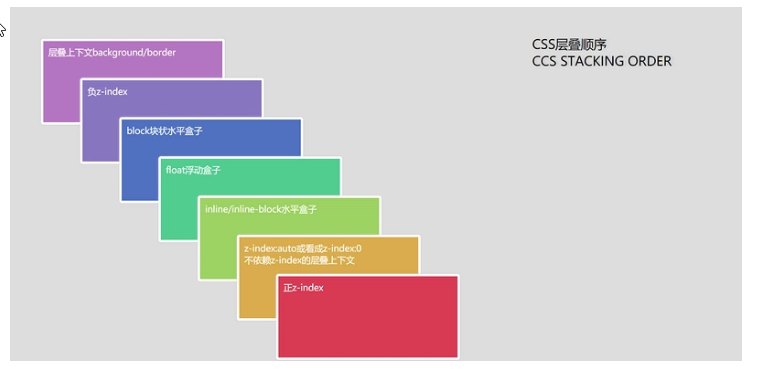 CSS层叠顺序
CCS STACKING ORDER
层叠上下文background/border
负z-index
block块状水平盒子
float浮动盒子
inline/inline-block水平盒子
z-index:auto或看成z-index:0
不依赖z-index的层叠上下文
正z-index